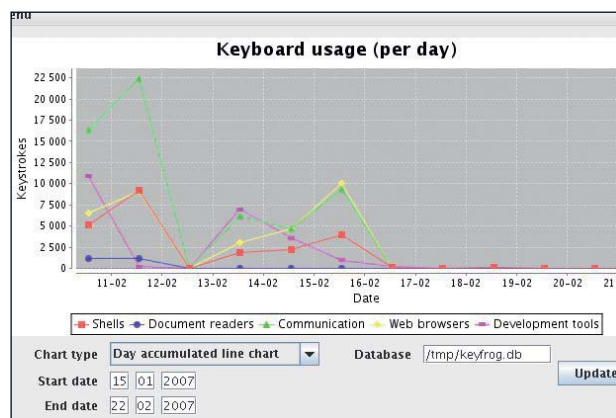 Keyboard usage (per day)
22 500
20 000
17 500
15 000
12 500
10 000
7 500
5 000
2 500
0
Keystrokes
11-02 12-02 13-02 14-02 15-02 16-02 17-02 18-02 19-02 20-02 21
Date
Shells Document readers Communication Web browsers Development tools
Chart type Day accumulated line chart Database /tmp/keyfrog.db
Update
Start date 15 01 2007
End date 22 02 2007